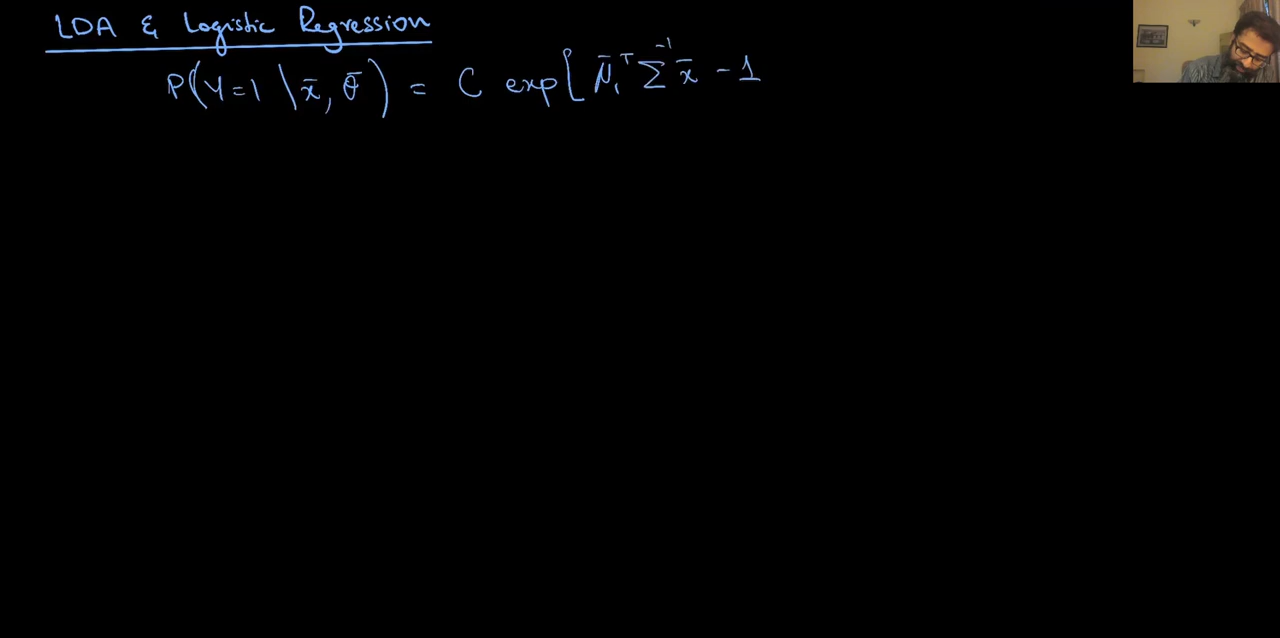 LDA & Logistic Regression
P(Y=1 \ x̄, θ̄) = C exp[ μ̄₁ᵀ Σ⁻¹ x̄ - 1